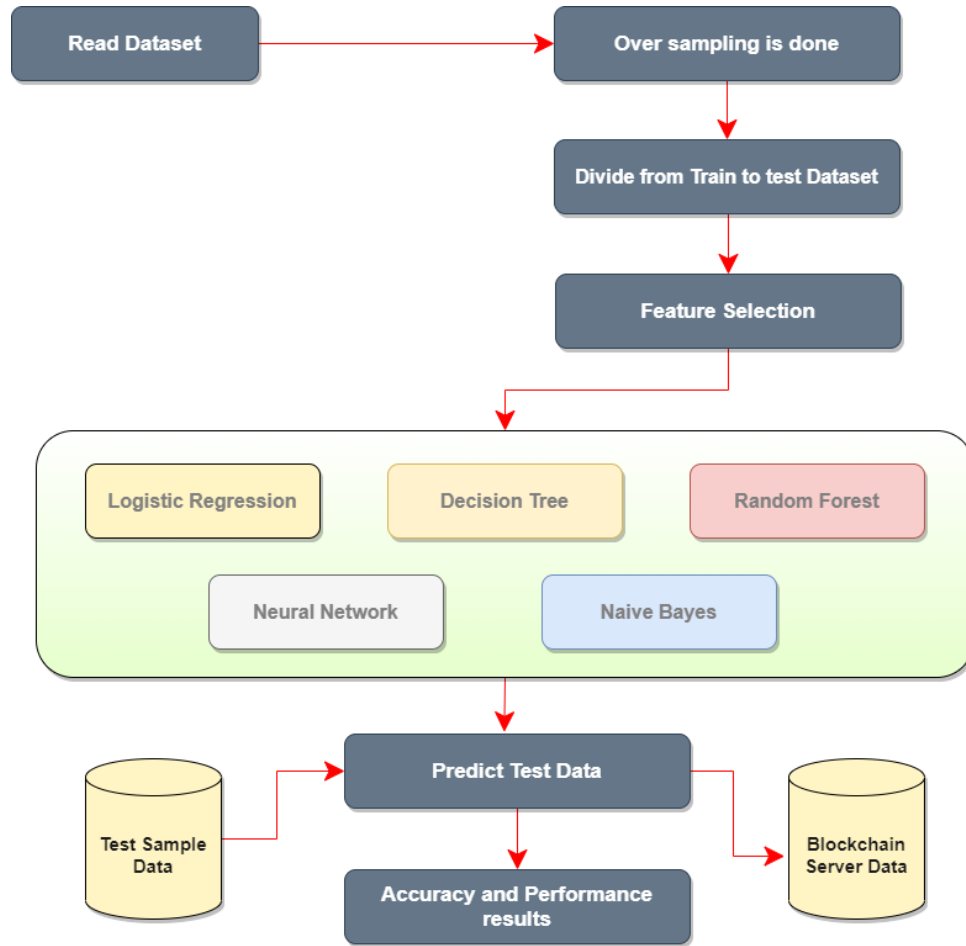 Read Dataset
Over sampling is done
Divide from Train to test Dataset
Feature Selection
Logistic Regression
Decision Tree
Random Forest
Neural Network
Naive Bayes
Predict Test Data
Test Sample
Data
Blockchain
Server Data
Accuracy and Performance
results